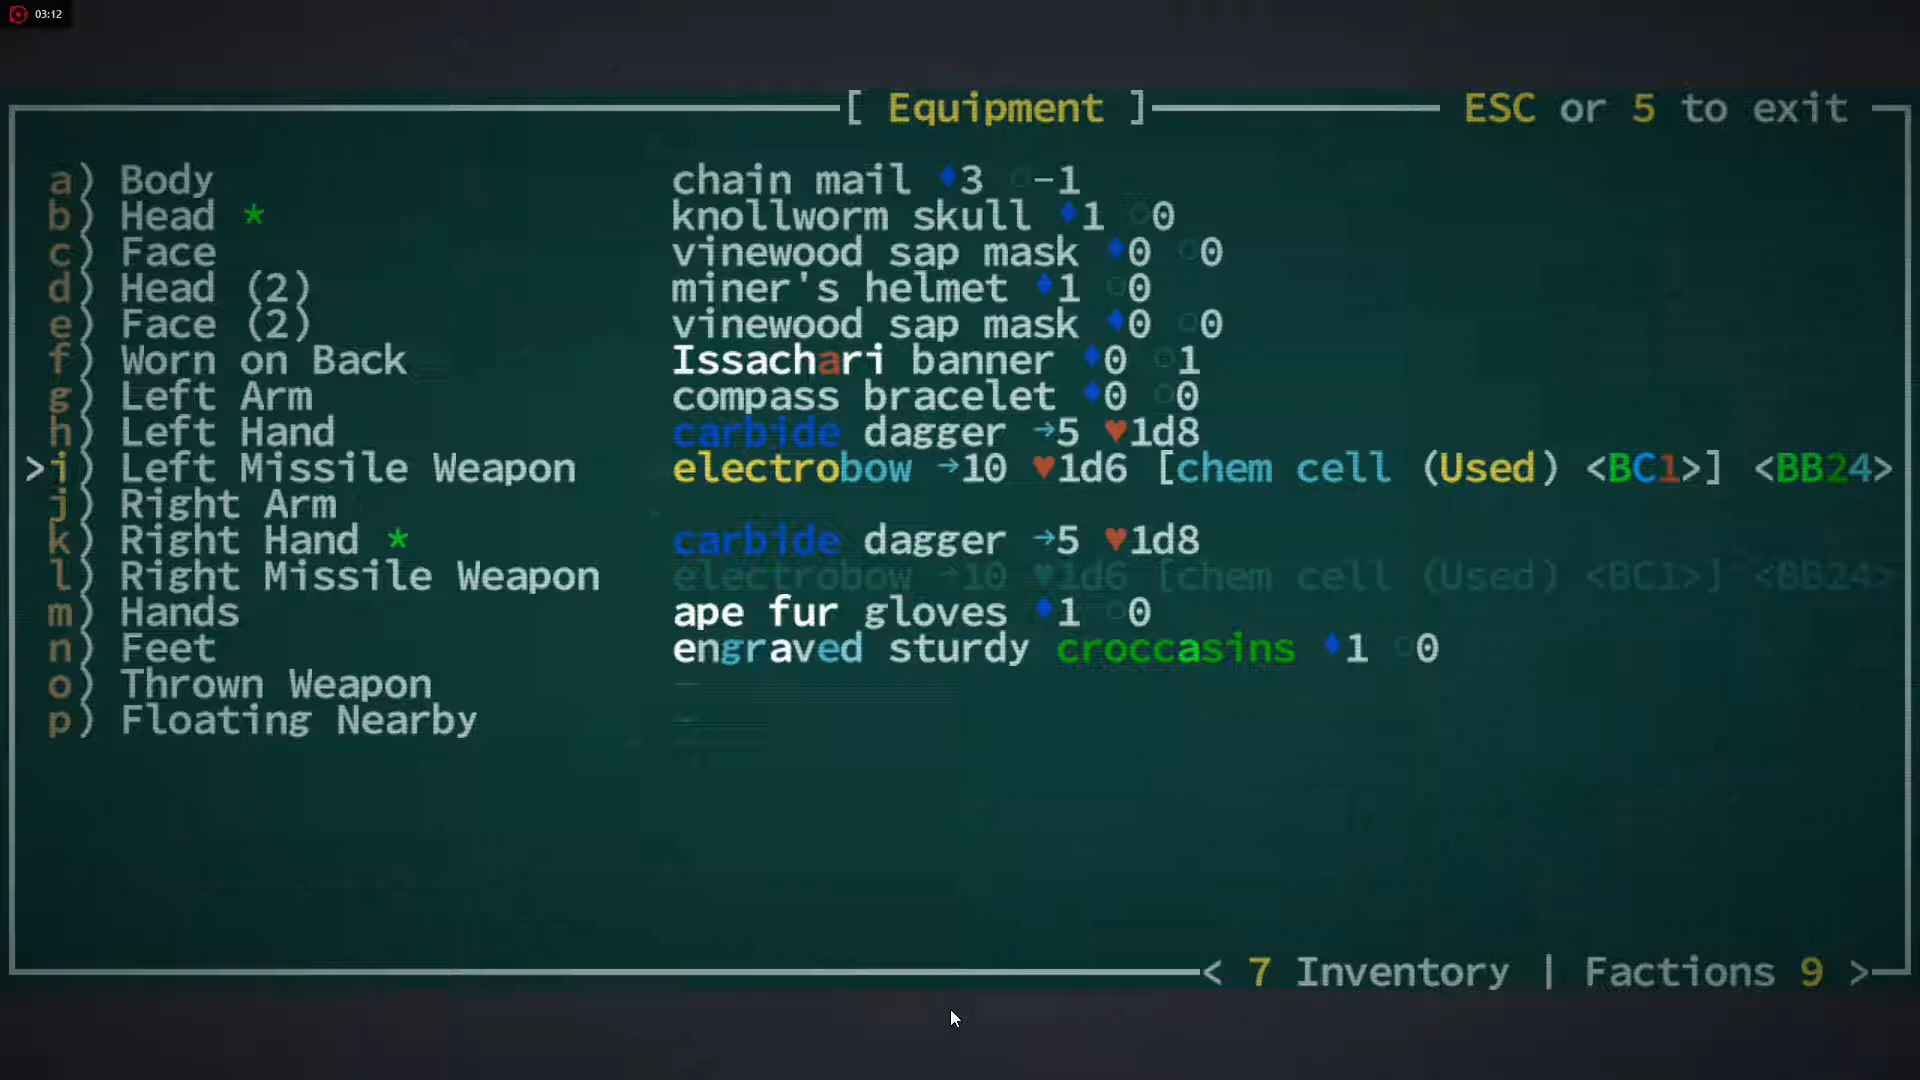 03:12
[ Equipment ] ESC or 5 to exit
a) Body chain mail ♦3 ○-1
b) Head * knollworm skull ♦1 ○0
c) Face vinewood sap mask ♦0 ○0
d) Head (2) miner's helmet ♦1 ○0
e) Face (2) vinewood sap mask ♦0 ○0
f) Worn on Back Issachari banner ♦0 ○1
g) Left Arm compass bracelet ♦0 ○0
h) Left Hand carbide dagger →5 ♥1d8
>i) Left Missile Weapon electrobow →10 ♥1d6 [chem cell (Used) <BC1>] <BB24>
j) Right Arm
k) Right Hand * carbide dagger →5 ♥1d8
l) Right Missile Weapon electrobow →10 ♥1d6 [chem cell (Used) <BC1>] <BB24>
m) Hands ape fur gloves ♦1 ○0
n) Feet engraved sturdy croccasins ♦1 ○0
o) Thrown Weapon -
p) Floating Nearby -
< 7 Inventory | Factions 9 >